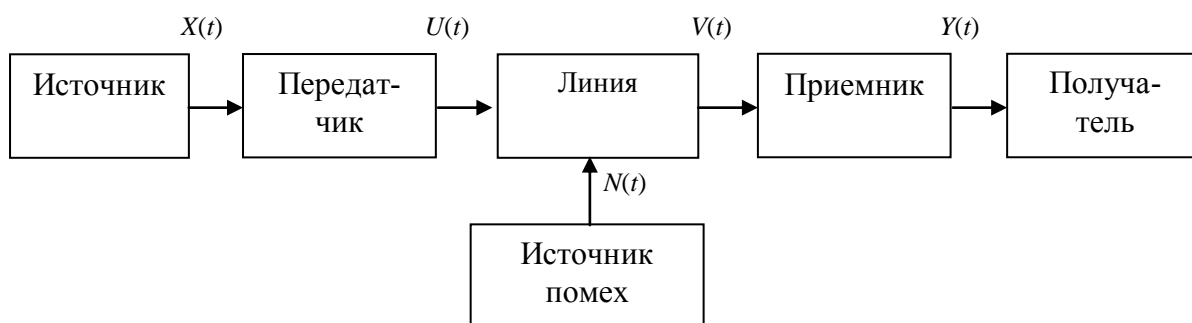 X(t)
U(t)
V(t)
Y(t)
Источник
Передат-
чик
Линия
Приемник
Получа-
тель
N(t)
Источник
помех